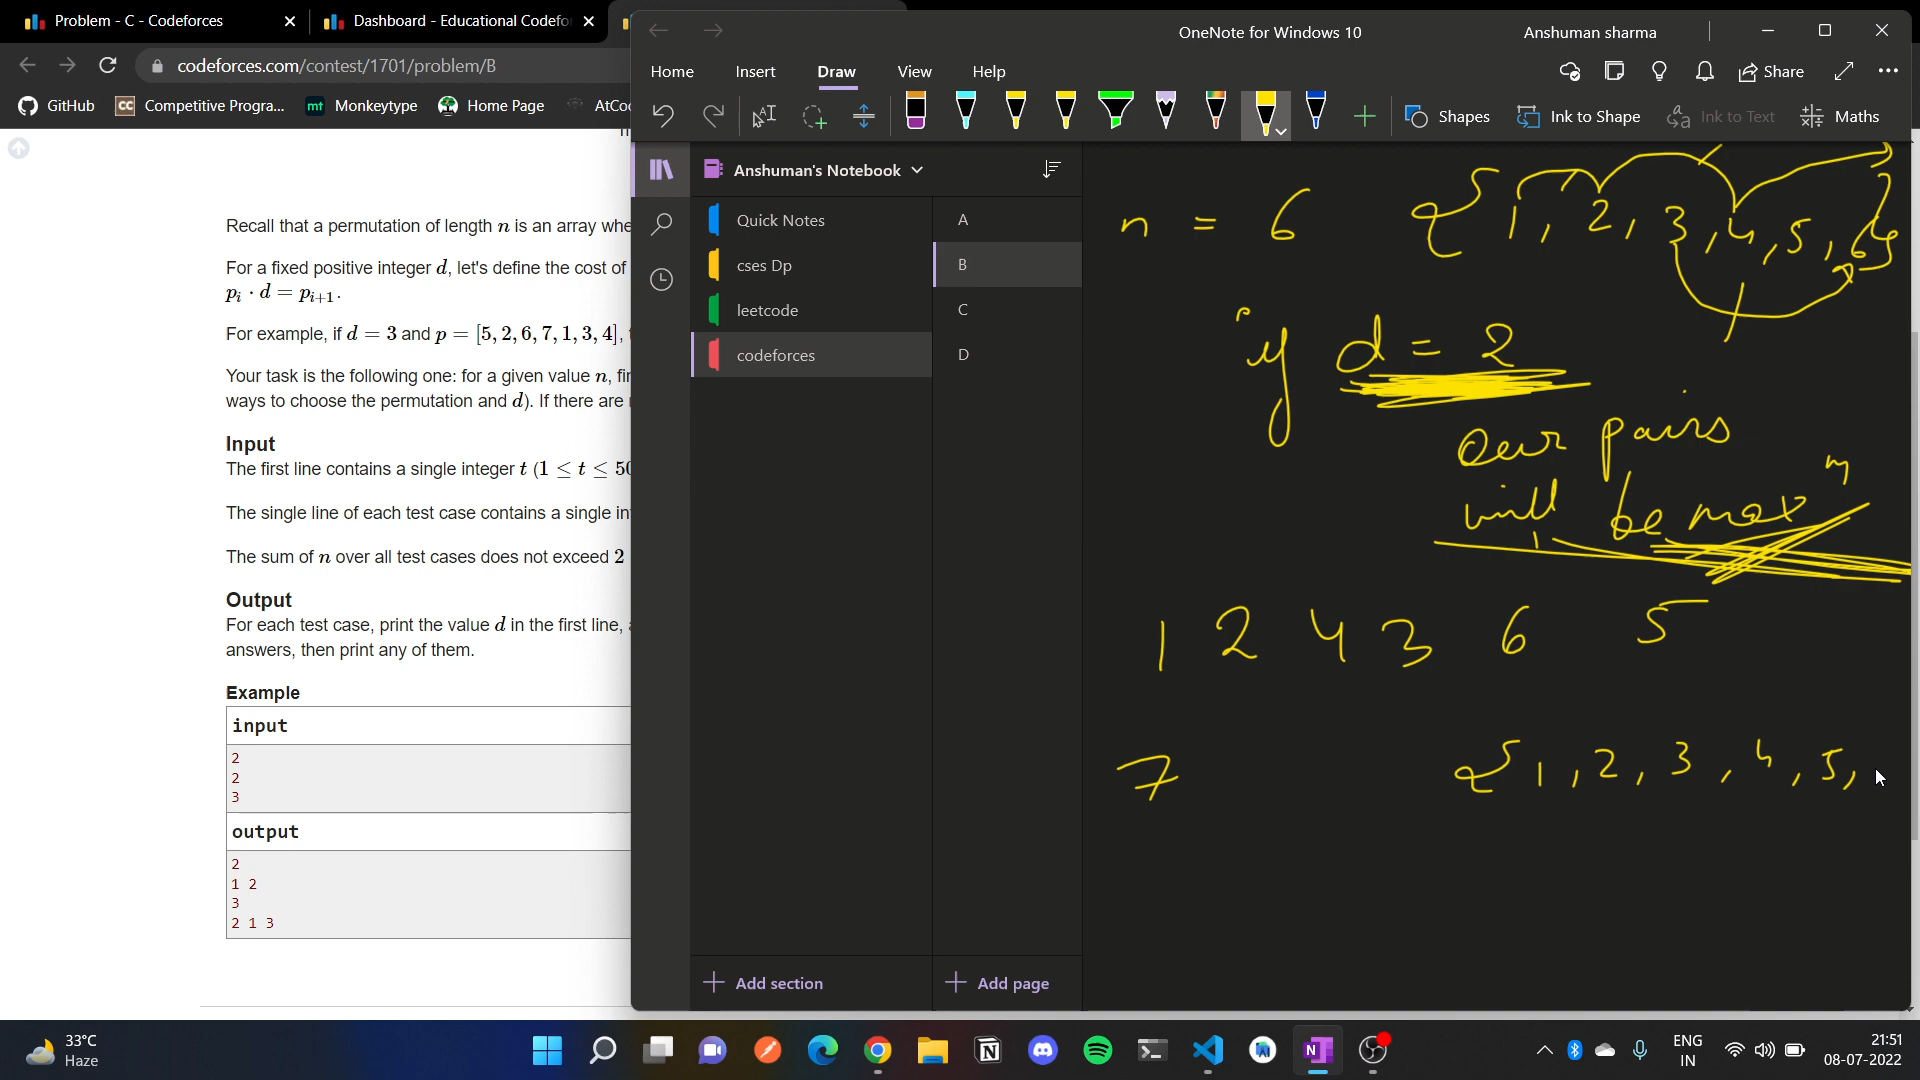 Problem - C - Codeforces
Dashboard - Educational Codefo
codeforces.com/contest/1701/problem/B
GitHub
Competitive Progra...
Monkeytype
Home Page
AtCo
Recall that a permutation of length n is an array whe
For a fixed positive integer d, let's define the cost of
pᵢ · d = pᵢ₊₁.
For example, if d = 3 and p = [5, 2, 6, 7, 1, 3, 4],
Your task is the following one: for a given value n, fin
ways to choose the permutation and d). If there are
Input
The first line contains a single integer t (1 ≤ t ≤ 50
The single line of each test case contains a single in
The sum of n over all test cases does not exceed 2
Output
For each test case, print the value d in the first line,
answers, then print any of them.
Example
input
2
2
3
output
2
1 2
3
2 1 3
OneNote for Windows 10
Anshuman sharma
Home
Insert
Draw
View
Help
Share
Shapes
Ink to Shape
Ink to Text
Maths
Anshuman's Notebook
Quick Notes
cses Dp
leetcode
codeforces
A
B
C
D
Add section
Add page
n = 6 { 1, 2, 3, 4, 5, 6 }
"if d = 2
our pairs
will be max"
1 2 4 3 6 5
7 { 1, 2, 3, 4, 5,
33°C
Haze
ENG
IN
21:51
08-07-2022